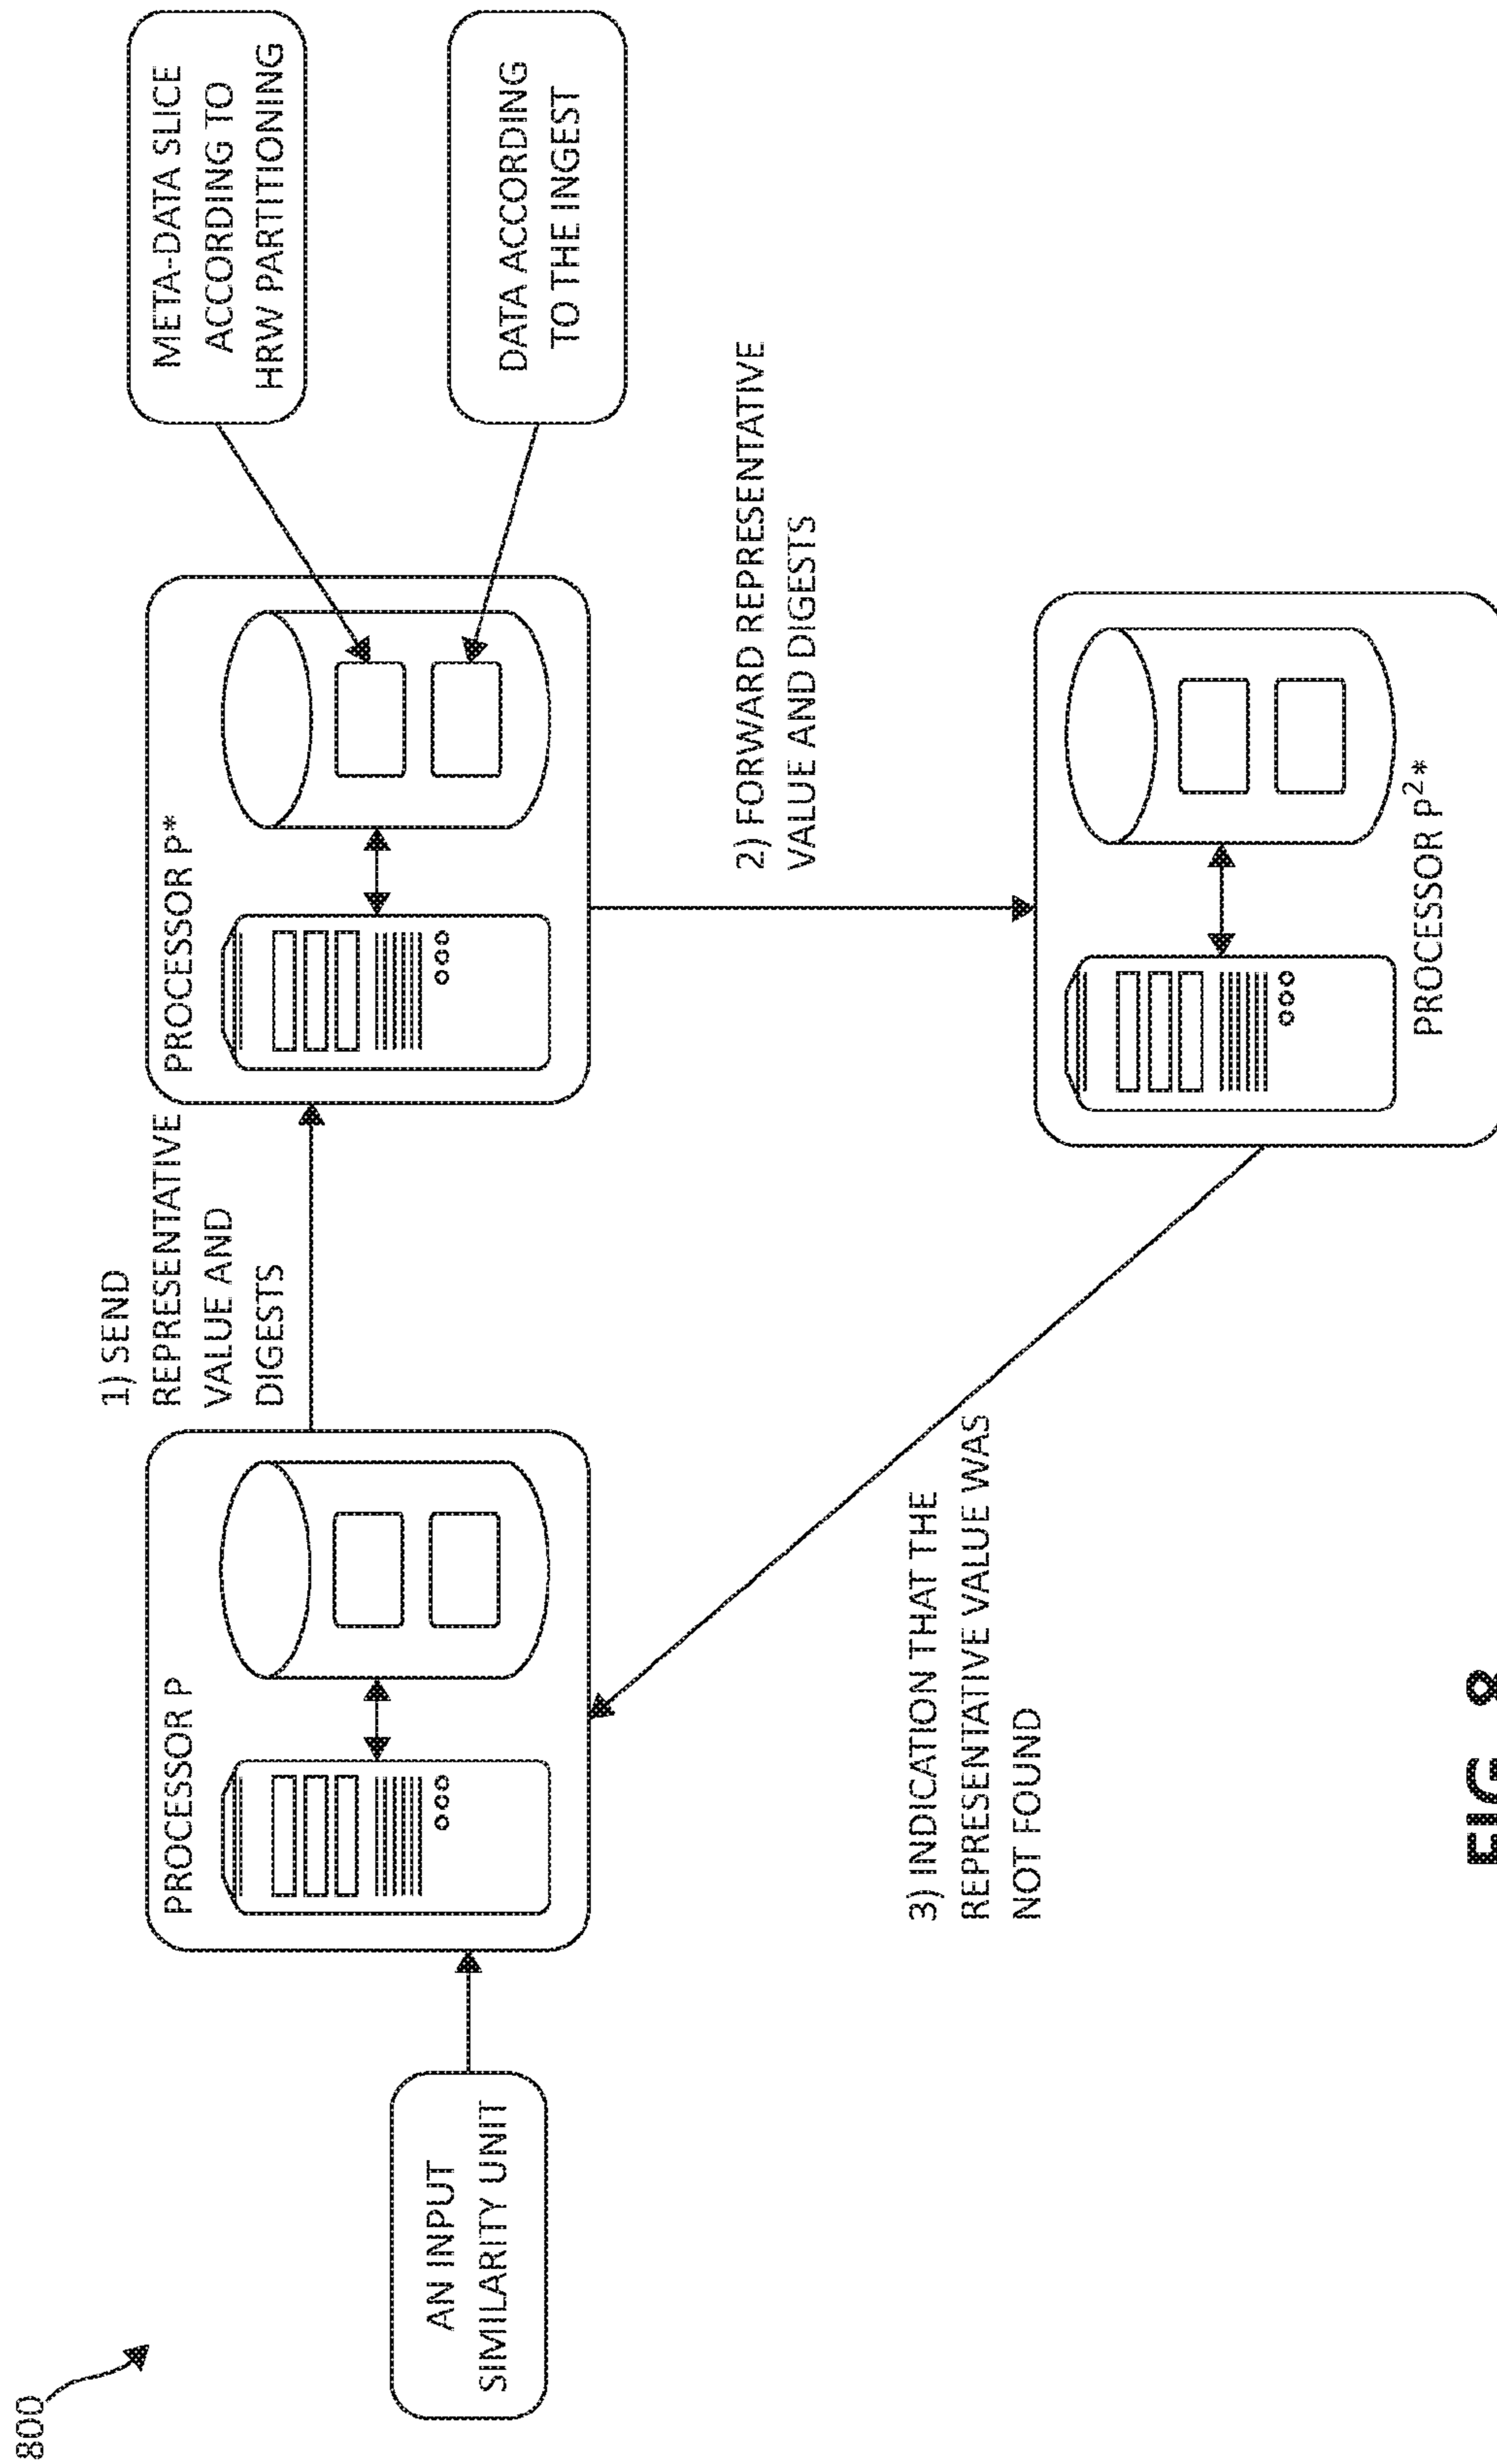 800
AN INPUT
SIMILARITY UNIT
PROCESSOR P
1) SEND
REPRESENTATIVE
VALUE AND
DIGESTS
PROCESSOR P*
META-DATA SLICE
ACCORDING TO
HRW PARTITIONING
DATA ACCORDING
TO THE INGEST
2) FORWARD REPRESENTATIVE
VALUE AND DIGESTS
3) INDICATION THAT THE
REPRESENTATIVE VALUE WAS
NOT FOUND
PROCESSOR P²*
FIG. 8